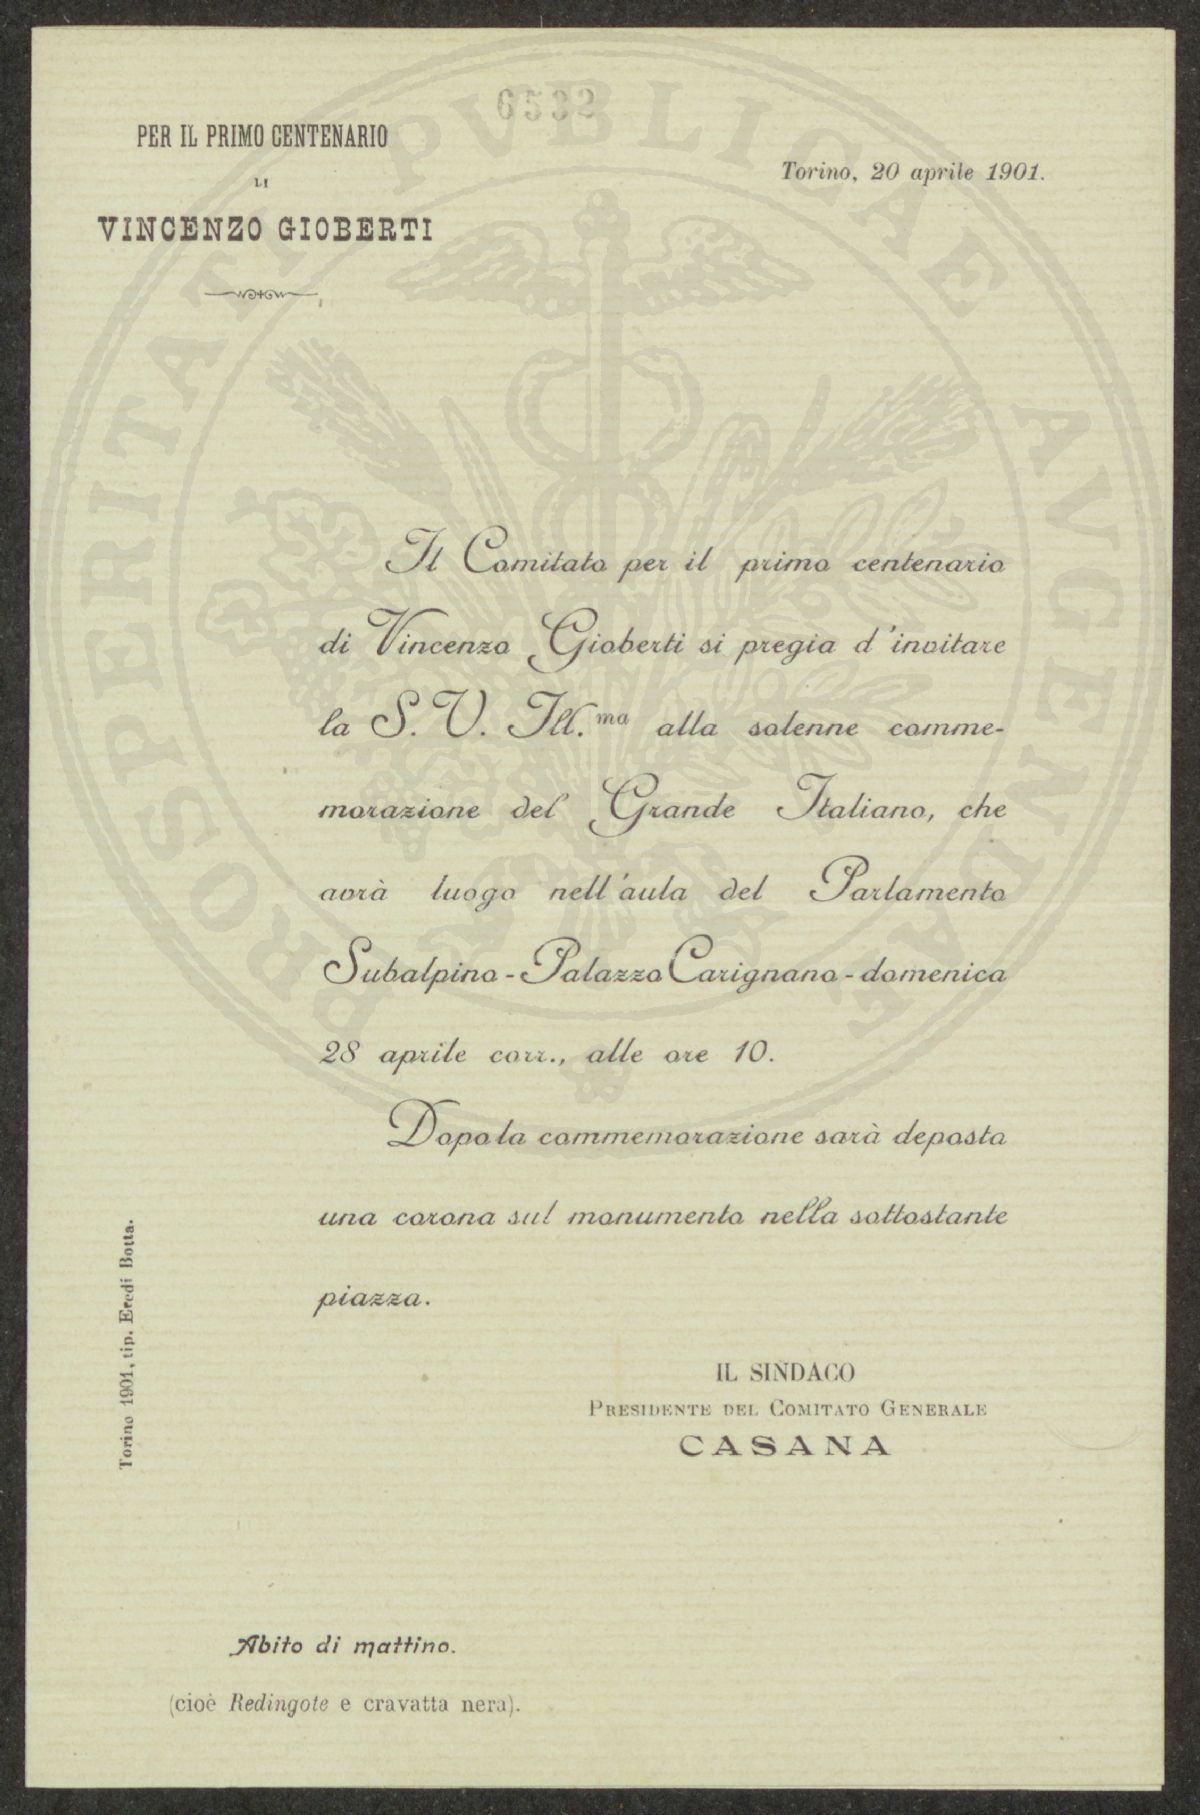 6532
PER IL PRIMO CENTENARIO
DI
VINCENZO GIOBERTI
Torino, 20 aprile 1901.
Il Comitato per il primo centenario
di Vincenzo Gioberti si pregia d'invitare
la S. V. Ill.ma alla solenne comme-
morazione del Grande Italiano, che
avrà luogo nell'aula del Parlamento
Subalpino - Palazzo Carignano - domenica
28 aprile corr., alle ore 10.
Dopo la commemorazione sarà deposta
una corona sul monumento nella sottostante
piazza.
IL SINDACO
PRESIDENTE DEL COMITATO GENERALE
CASANA
Torino 1901, tip. Eredi Botta.
Abito di mattino.
(cioè Redingote e cravatta nera).
PROSPERITATI PVBLICAE AVGENDAE